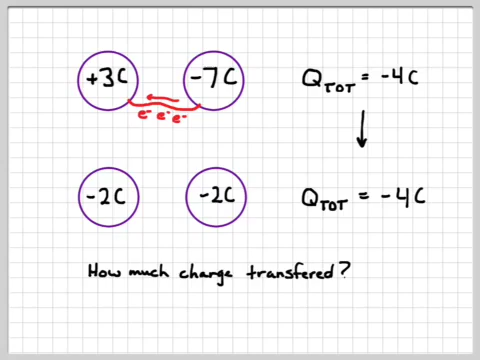 +3C -7C Q_TOT = -4C
e⁻ e⁻ e⁻
-2C -2C Q_TOT = -4C
How much charge transfered?